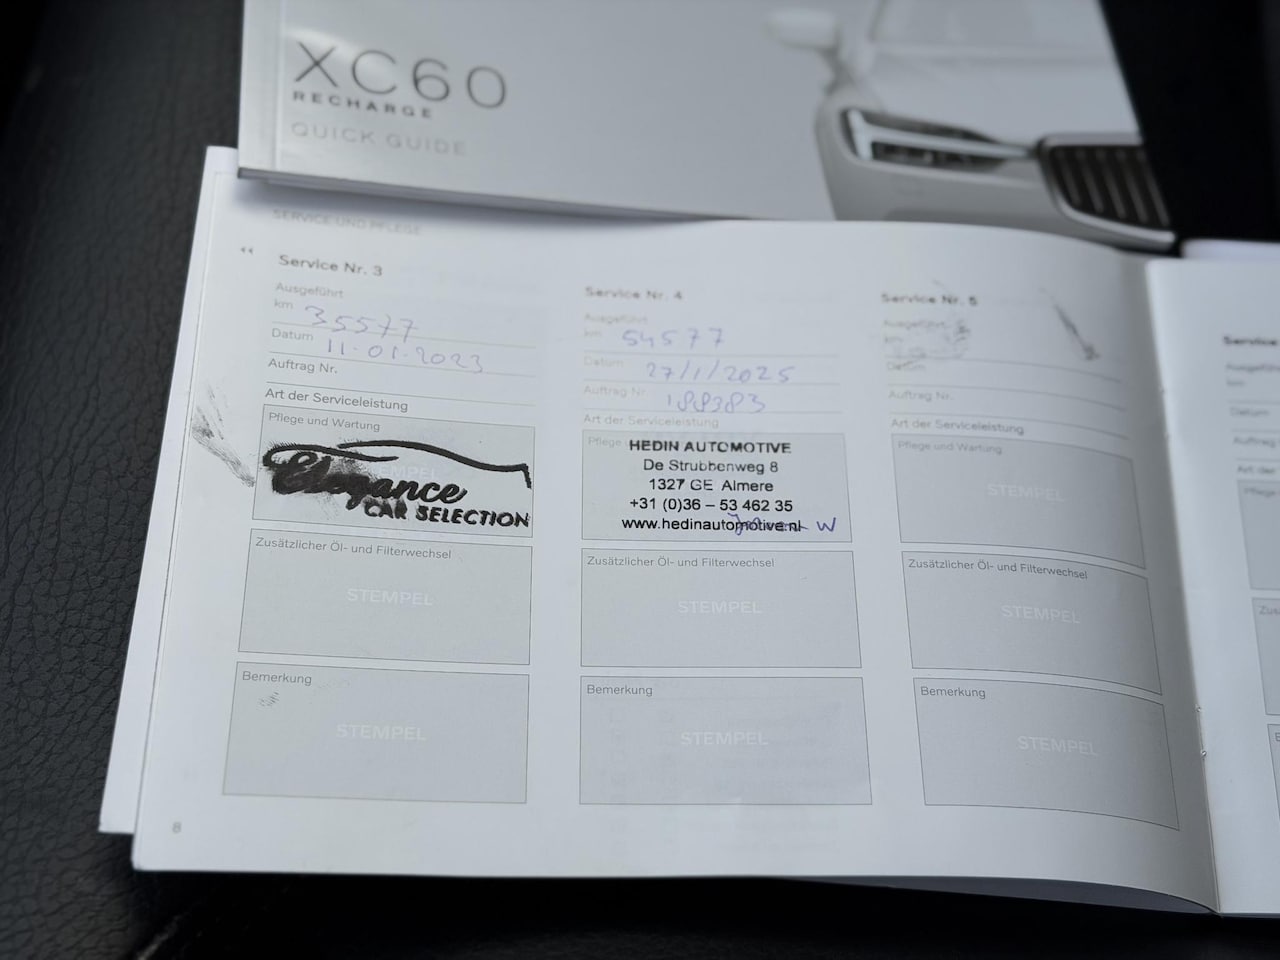 XC60
RECHARGE
QUICK GUIDE
SERVICE UND PFLEGE
Service Nr. 3
Ausgeführt
km 35577
Datum 11-01.2023
Auftrag Nr.
Art der Serviceleistung
Pflege und Wartung
STEMPEL
Elegance
CAR SELECTION
Zusätzlicher Öl- und Filterwechsel
STEMPEL
Bemerkung
STEMPEL
8
Service Nr. 4
Ausgeführt
km 54577
Datum 27/1/2025
Auftrag Nr. 188383
Art der Serviceleistung
Pflege
HEDIN AUTOMOTIVE
De Strubbenweg 8
1327 GE Almere
+31 (0)36 – 53 462 35
www.hedinautomotive.nl
W
Zusätzlicher Öl- und Filterwechsel
STEMPEL
Bemerkung
STEMPEL
Service Nr. 5
Ausgeführt
km
Datum
Auftrag Nr.
Art der Serviceleistung
Pflege und Wartung
STEMPEL
Zusätzlicher Öl- und Filterwechsel
STEMPEL
Bemerkung
STEMPEL
Service
km
Datum